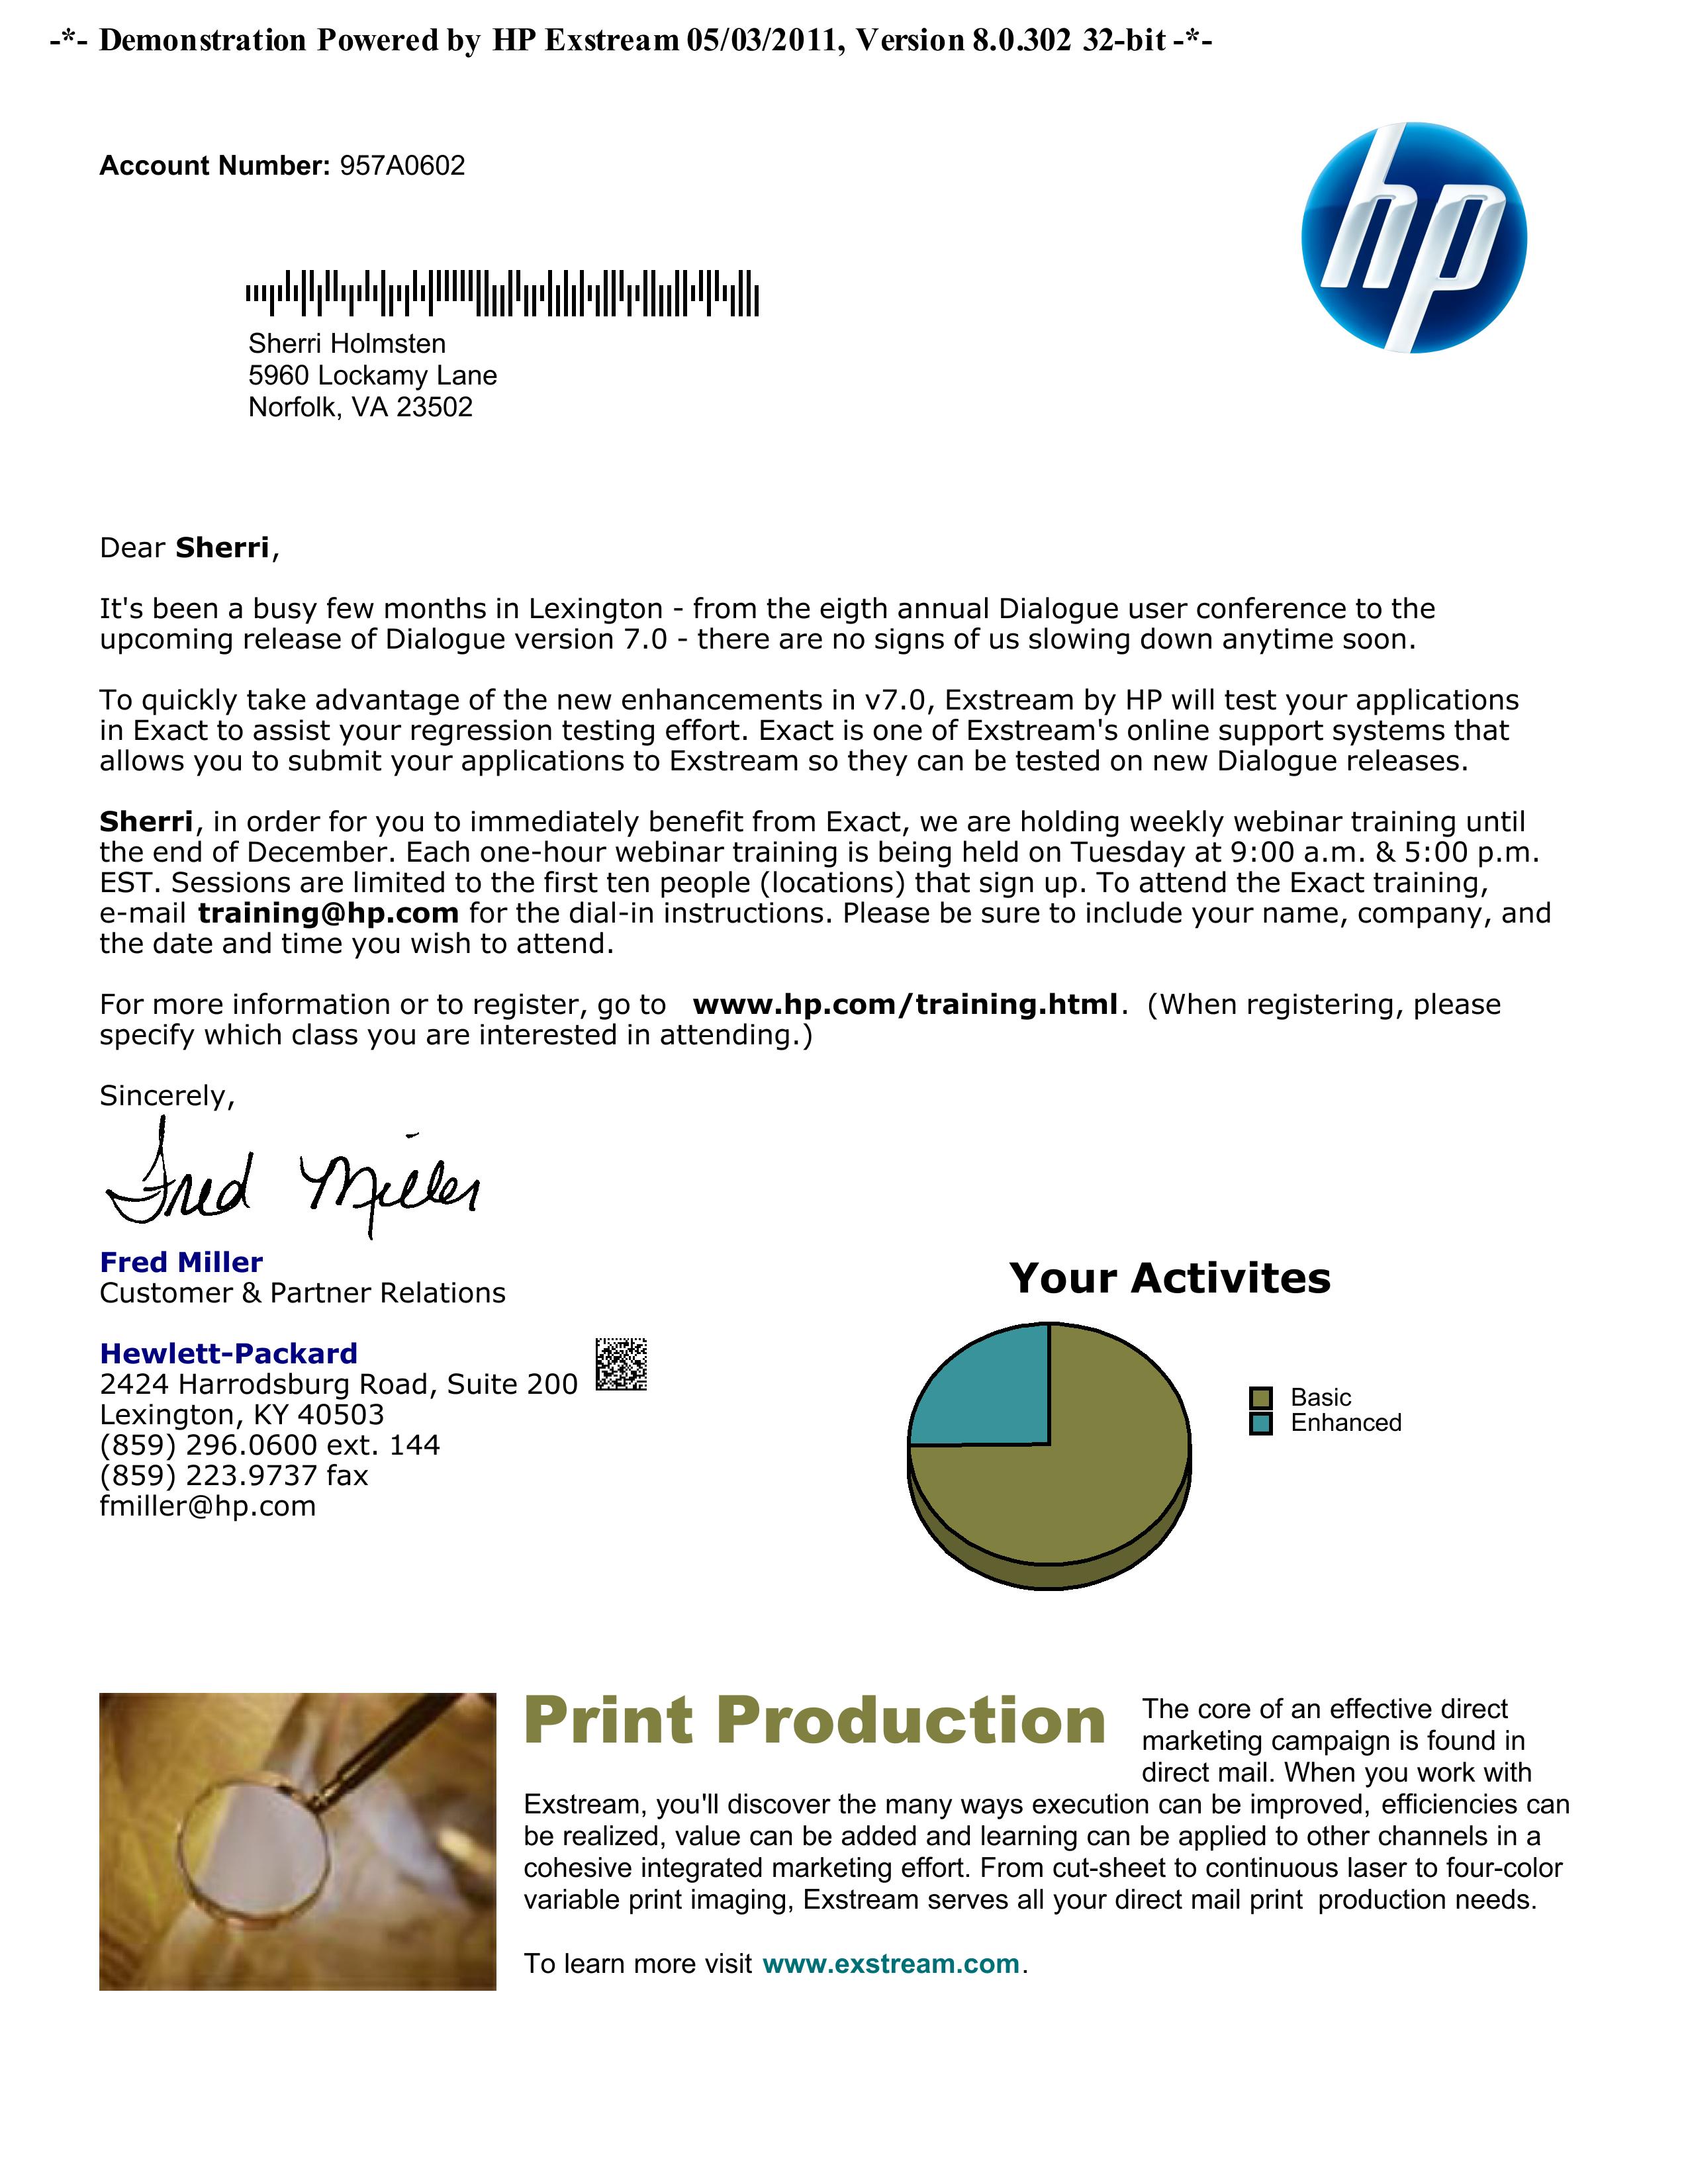 -*- Demonstration Powered by HP Exstream 05/03/2011, Version 8.0.302 32-bit -*-
Account Number: 957A0602
hp
Sherri Holmsten
5960 Lockamy Lane
Norfolk, VA 23502
Dear Sherri,
It's been a busy few months in Lexington - from the eigth annual Dialogue user conference to the
upcoming release of Dialogue version 7.0 - there are no signs of us slowing down anytime soon.
To quickly take advantage of the new enhancements in v7.0, Exstream by HP will test your applications
in Exact to assist your regression testing effort. Exact is one of Exstream's online support systems that
allows you to submit your applications to Exstream so they can be tested on new Dialogue releases.
Sherri, in order for you to immediately benefit from Exact, we are holding weekly webinar training until
the end of December. Each one-hour webinar training is being held on Tuesday at 9:00 a.m. & 5:00 p.m.
EST. Sessions are limited to the first ten people (locations) that sign up. To attend the Exact training,
e-mail training@hp.com for the dial-in instructions. Please be sure to include your name, company, and
the date and time you wish to attend.
For more information or to register, go to www.hp.com/training.html. (When registering, please
specify which class you are interested in attending.)
Sincerely,
Fred Miller
Fred Miller
Customer & Partner Relations
Hewlett-Packard
2424 Harrodsburg Road, Suite 200
Lexington, KY 40503
(859) 296.0600 ext. 144
(859) 223.9737 fax
fmiller@hp.com
Your Activites
Basic
Enhanced
Print Production
The core of an effective direct
marketing campaign is found in
direct mail. When you work with
Exstream, you'll discover the many ways execution can be improved, efficiencies can
be realized, value can be added and learning can be applied to other channels in a
cohesive integrated marketing effort. From cut-sheet to continuous laser to four-color
variable print imaging, Exstream serves all your direct mail print production needs.
To learn more visit www.exstream.com.